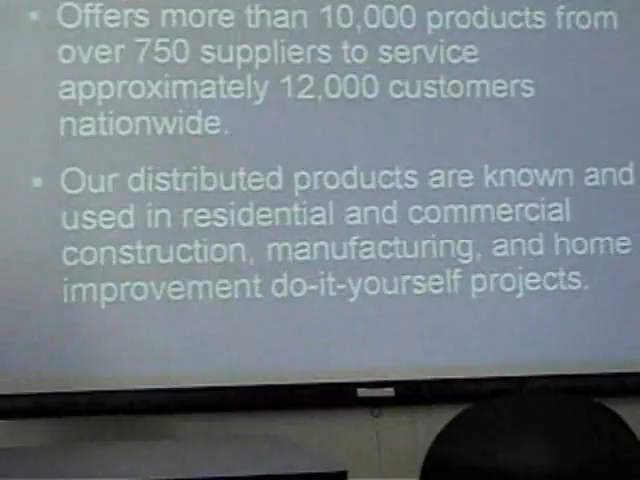 ▪ Offers more than 10,000 products from
over 750 suppliers to service
approximately 12,000 customers
nationwide.
▪ Our distributed products are known and
used in residential and commercial
construction, manufacturing, and home
improvement do-it-yourself projects.